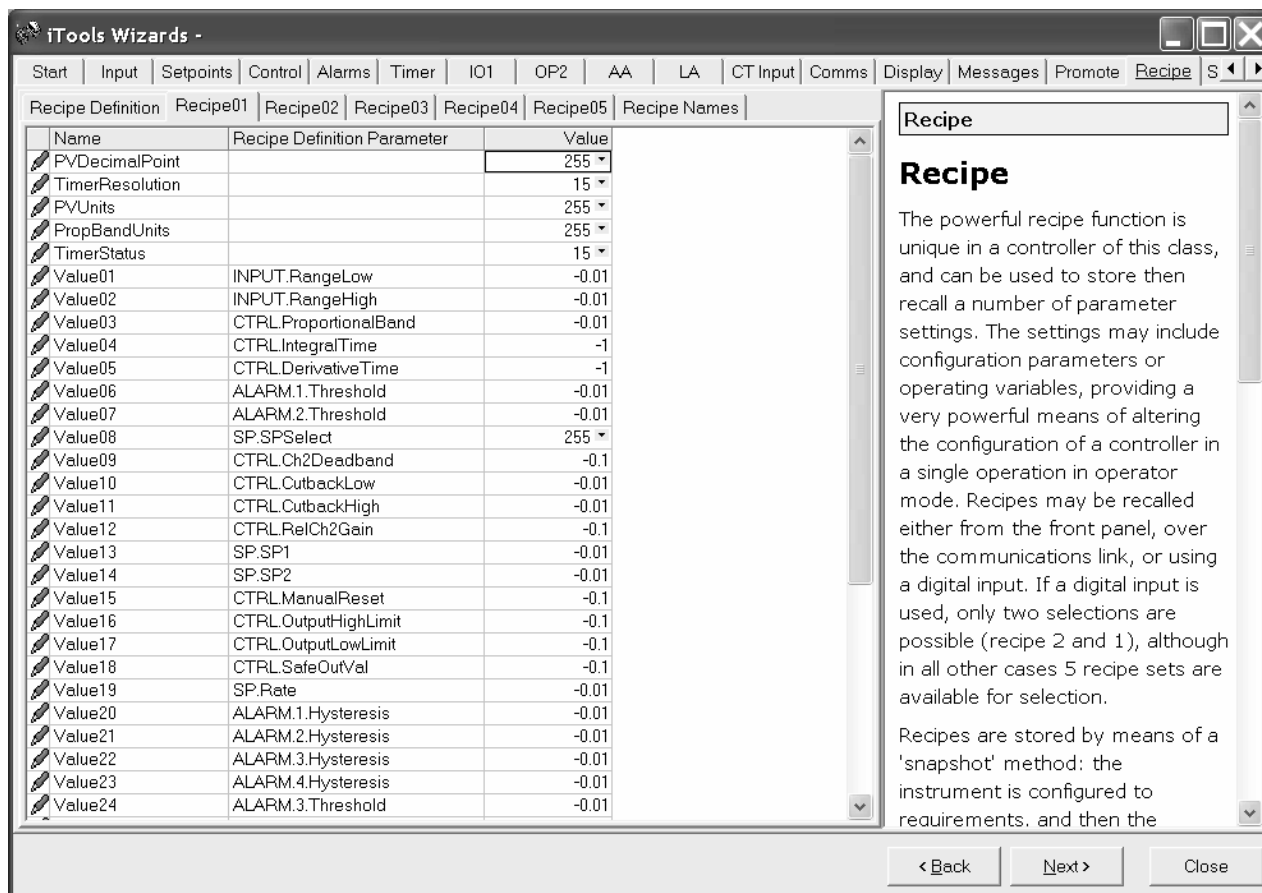 iTools Wizards -
Start Input Setpoints Control Alarms Timer IO1 OP2 AA LA CT Input Comms Display Messages Promote Recipe S
Recipe Definition Recipe01 Recipe02 Recipe03 Recipe04 Recipe05 Recipe Names
Name Recipe Definition Parameter Value
PVDecimalPoint 255
TimerResolution 15
PVUnits 255
PropBandUnits 255
TimerStatus 15
Value01 INPUT.RangeLow -0.01
Value02 INPUT.RangeHigh -0.01
Value03 CTRL.ProportionalBand -0.01
Value04 CTRL.IntegralTime -1
Value05 CTRL.DerivativeTime -1
Value06 ALARM.1.Threshold -0.01
Value07 ALARM.2.Threshold -0.01
Value08 SP.SPSelect 255
Value09 CTRL.Ch2Deadband -0.1
Value10 CTRL.CutbackLow -0.01
Value11 CTRL.CutbackHigh -0.01
Value12 CTRL.RelCh2Gain -0.1
Value13 SP.SP1 -0.01
Value14 SP.SP2 -0.01
Value15 CTRL.ManualReset -0.1
Value16 CTRL.OutputHighLimit -0.1
Value17 CTRL.OutputLowLimit -0.1
Value18 CTRL.SafeOutVal -0.1
Value19 SP.Rate -0.01
Value20 ALARM.1.Hysteresis -0.01
Value21 ALARM.2.Hysteresis -0.01
Value22 ALARM.3.Hysteresis -0.01
Value23 ALARM.4.Hysteresis -0.01
Value24 ALARM.3.Threshold -0.01
Recipe
Recipe
The powerful recipe function is
unique in a controller of this class,
and can be used to store then
recall a number of parameter
settings. The settings may include
configuration parameters or
operating variables, providing a
very powerful means of altering
the configuration of a controller in
a single operation in operator
mode. Recipes may be recalled
either from the front panel, over
the communications link, or using
a digital input. If a digital input is
used, only two selections are
possible (recipe 2 and 1), although
in all other cases 5 recipe sets are
available for selection.
Recipes are stored by means of a
'snapshot' method: the
instrument is configured to
requirements, and then the
< Back Next > Close